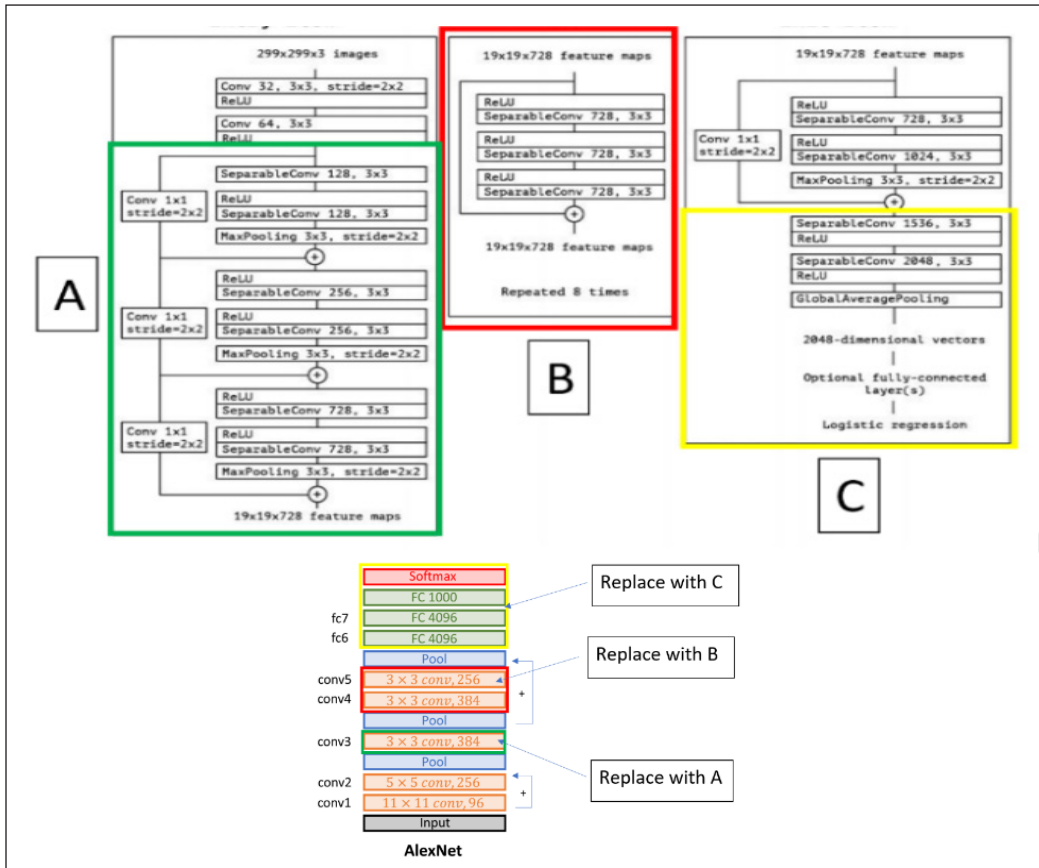 299x299x3 images
Conv 32, 3x3, stride=2x2
ReLU
Conv 64, 3x3
ReLU
SeparableConv 128, 3x3
Conv 1x1
stride=2x2
ReLU
SeparableConv 128, 3x3
MaxPooling 3x3, stride=2x2
+
ReLU
SeparableConv 256, 3x3
Conv 1x1
stride=2x2
ReLU
SeparableConv 256, 3x3
MaxPooling 3x3, stride=2x2
+
ReLU
SeparableConv 728, 3x3
Conv 1x1
stride=2x2
ReLU
SeparableConv 728, 3x3
MaxPooling 3x3, stride=2x2
+
19x19x728 feature maps
A
19x19x728 feature maps
ReLU
SeparableConv 728, 3x3
ReLU
SeparableConv 728, 3x3
ReLU
SeparableConv 728, 3x3
+
19x19x728 feature maps
Repeated 8 times
B
19x19x728 feature maps
ReLU
SeparableConv 728, 3x3
Conv 1x1
stride=2x2
ReLU
SeparableConv 1024, 3x3
MaxPooling 3x3, stride=2x2
+
SeparableConv 1536, 3x3
ReLU
SeparableConv 2048, 3x3
ReLU
GlobalAveragePooling
2048-dimensional vectors
Optional fully-connected
layer(s)
Logistic regression
C
Softmax
FC 1000
fc7 FC 4096
fc6 FC 4096
Pool
conv5 3 × 3 conv, 256
conv4 3 × 3 conv, 384
+
Pool
conv3 3 × 3 conv, 384
Pool
conv2 5 × 5 conv, 256
+
conv1 11 × 11 conv, 96
Input
AlexNet
Replace with C
Replace with B
Replace with A